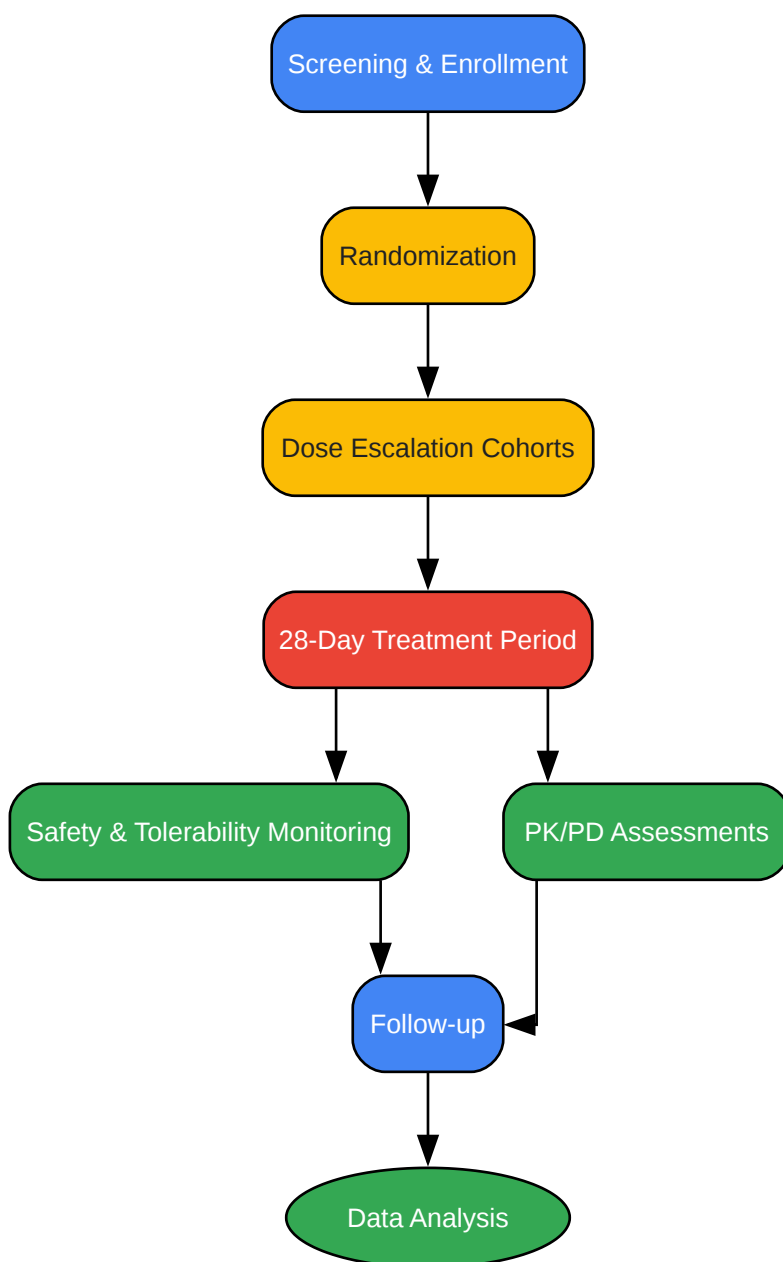 Screening & Enrollment
Randomization
Dose Escalation Cohorts
28-Day Treatment Period
Safety & Tolerability Monitoring
PK/PD Assessments
Follow-up
Data Analysis